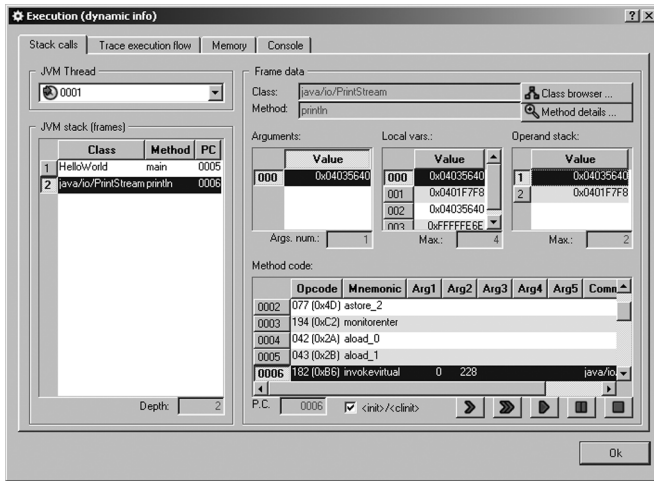 Execution (dynamic info)
Stack calls Trace execution flow Memory Console
JVM Thread
0001
JVM stack (frames)
Class Method PC
1 HelloWorld main 0005
2 java/io/PrintStream println 0006
Depth: 2
Frame data
Class: java/io/PrintStream Class browser ...
Method: println Method details ...
Arguments: Local vars.: Operand stack:
Value Value Value
000 0x04035640 000 0x04035640 1 0x04035640
001 0x0401F7F8 2 0x0401F7F8
002 0x04035640
003 0xFFFFFE6E
Args. num.: 1 Max.: 4 Max.: 2
Method code:
Opcode Mnemonic Arg1 Arg2 Arg3 Arg4 Arg5 Comm
0002 077 (0x4D) astore_2
0003 194 (0xC2) monitorenter
0004 042 (0x2A) aload_0
0005 043 (0x2B) aload_1
0006 182 (0xB6) invokevirtual 0 228 java/io.
P.C. 0006 <init>/<clinit>
Ok